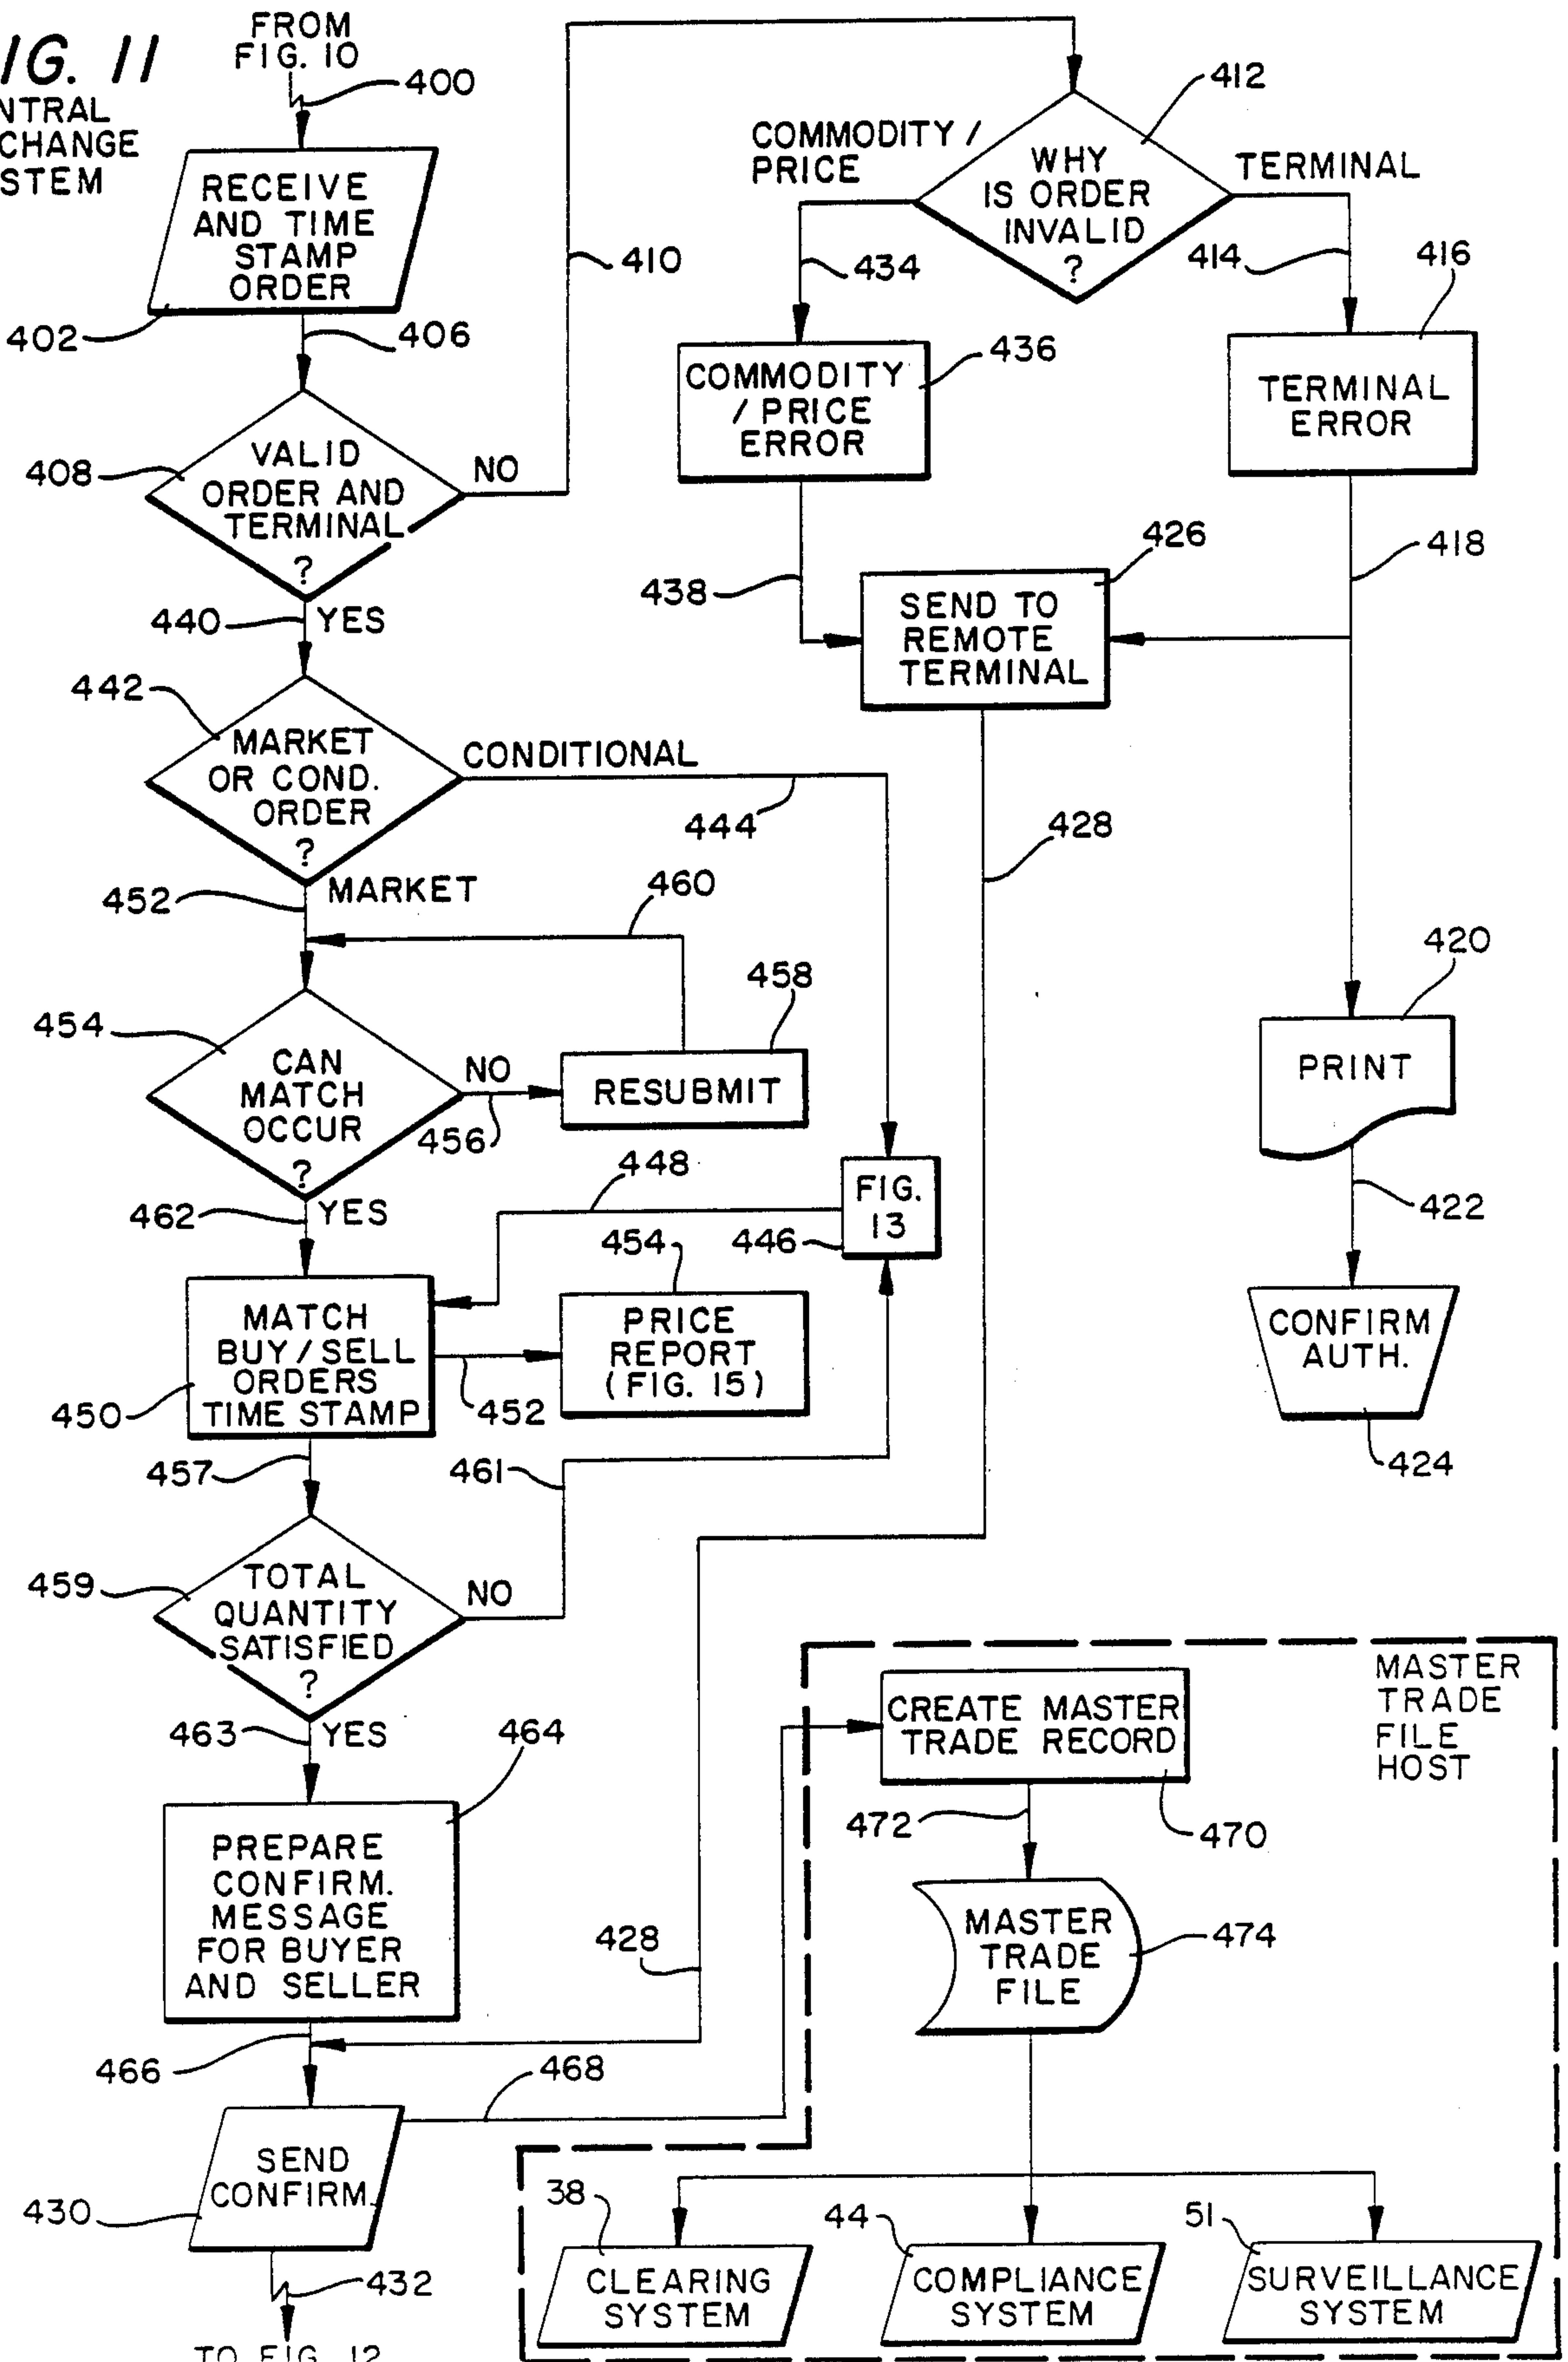 IG. 11
NTRAL
CHANGE
STEM
FROM
FIG. 10
400
RECEIVE
AND TIME
STAMP
ORDER
402
406
408
VALID
ORDER AND
TERMINAL
?
NO
410
412
WHY
IS ORDER
INVALID
?
COMMODITY /
PRICE
TERMINAL
434
414
416
COMMODITY
/ PRICE
ERROR
436
TERMINAL
ERROR
440
YES
438
426
SEND TO
REMOTE
TERMINAL
418
442
MARKET
OR COND.
ORDER
?
CONDITIONAL
444
428
452
MARKET
460
454
CAN
MATCH
OCCUR
?
NO
456
458
RESUBMIT
420
PRINT
422
462
YES
448
FIG.
13
446
CONFIRM
AUTH.
424
MATCH
BUY/SELL
ORDERS
TIME STAMP
450
452
454
PRICE
REPORT
(FIG. 15)
457
461
459
TOTAL
QUANTITY
SATISFIED
?
NO
463
YES
464
PREPARE
CONFIRM.
MESSAGE
FOR BUYER
AND SELLER
428
MASTER
TRADE
FILE
HOST
CREATE MASTER
TRADE RECORD
472
470
MASTER
TRADE
FILE
474
466
468
SEND
CONFIRM.
430
432
TO FIG. 12
38
CLEARING
SYSTEM
44
COMPLIANCE
SYSTEM
51
SURVEILLANCE
SYSTEM